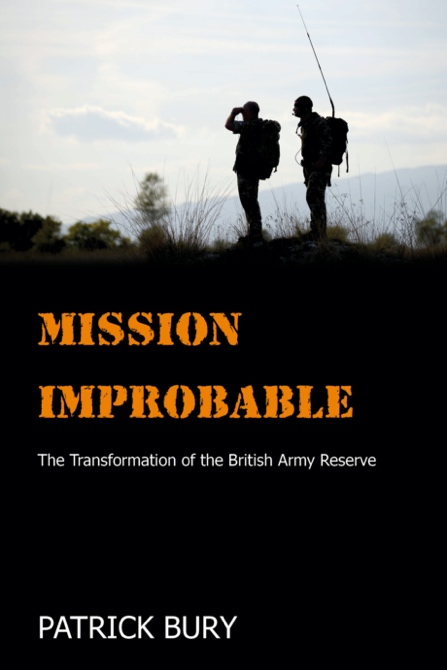 MISSION
IMPROBABLE
The Transformation of the British Army Reserve
PATRICK BURY